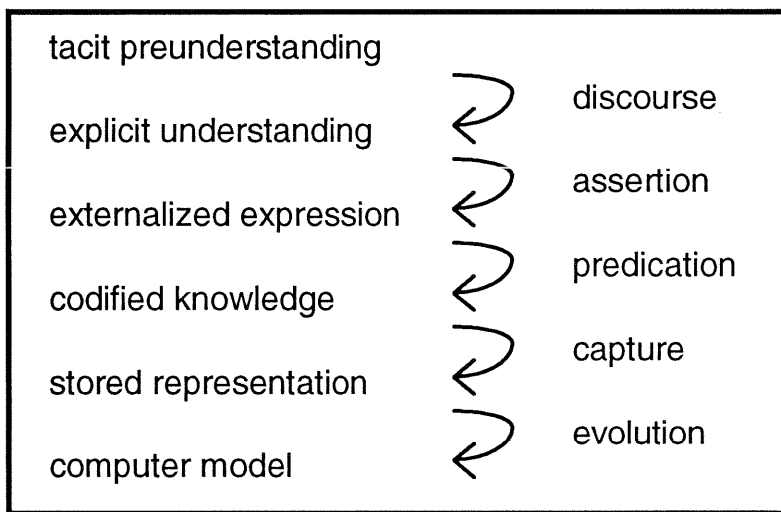 tacit preunderstanding
discourse
explicit understanding
assertion
externalized expression
predication
codified knowledge
capture
stored representation
evolution
computer model